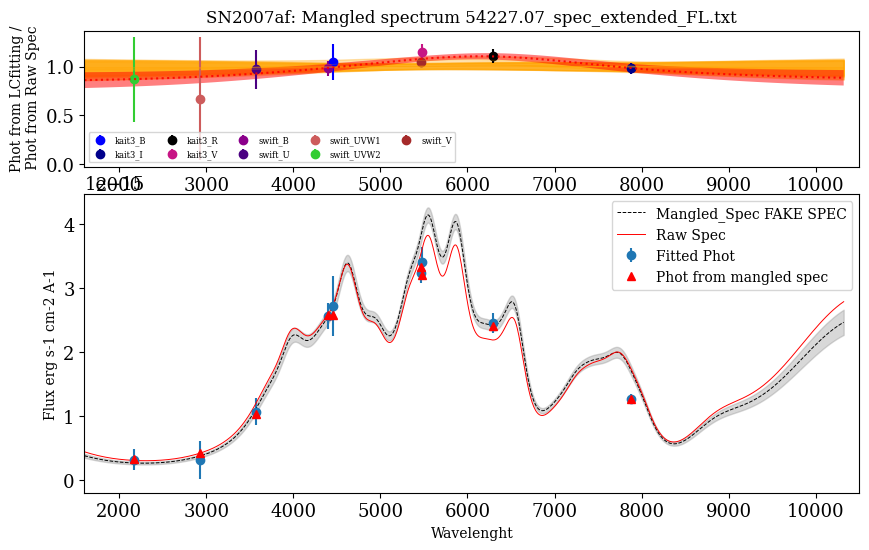 SN2007af: Mangled spectrum 54227.07_spec_extended_FL.txt
Phot from LCfitting /
Phot from Raw Spec
1.0
0.5
0.0
kait3_B kait3_R swift_B swift_UVW1 swift_V
kait3_I kait3_V swift_U swift_UVW2
2000 3000 4000 5000 6000 7000 8000 9000 10000
1e−15
Flux erg s-1 cm-2 A-1
4
3
2
1
0
Mangled_Spec FAKE SPEC
Raw Spec
Fitted Phot
Phot from mangled spec
2000 3000 4000 5000 6000 7000 8000 9000 10000
Wavelenght